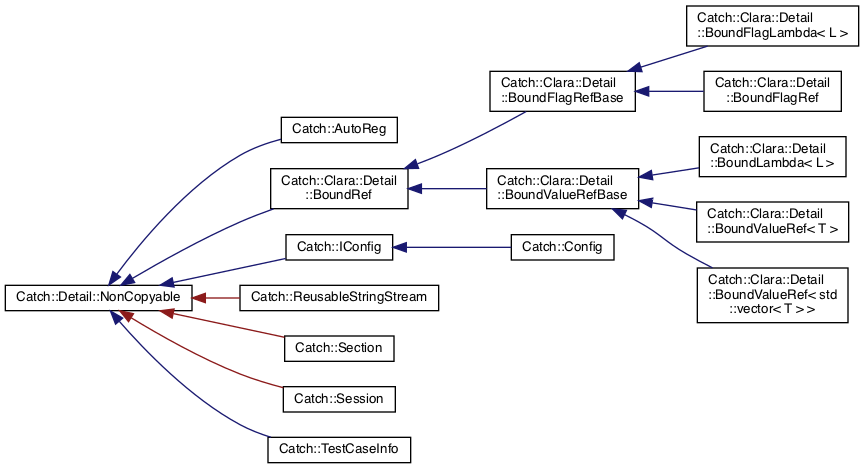 Catch::Clara::Detail
::BoundFlagLambda< L >
Catch::Clara::Detail
::BoundFlagRefBase
Catch::Clara::Detail
::BoundFlagRef
Catch::AutoReg
Catch::Clara::Detail
::BoundLambda< L >
Catch::Clara::Detail
::BoundRef
Catch::Clara::Detail
::BoundValueRefBase
Catch::Clara::Detail
::BoundValueRef< T >
Catch::IConfig
Catch::Config
Catch::Clara::Detail
::BoundValueRef< std
::vector< T > >
Catch::Detail::NonCopyable
Catch::ReusableStringStream
Catch::Section
Catch::Session
Catch::TestCaseInfo